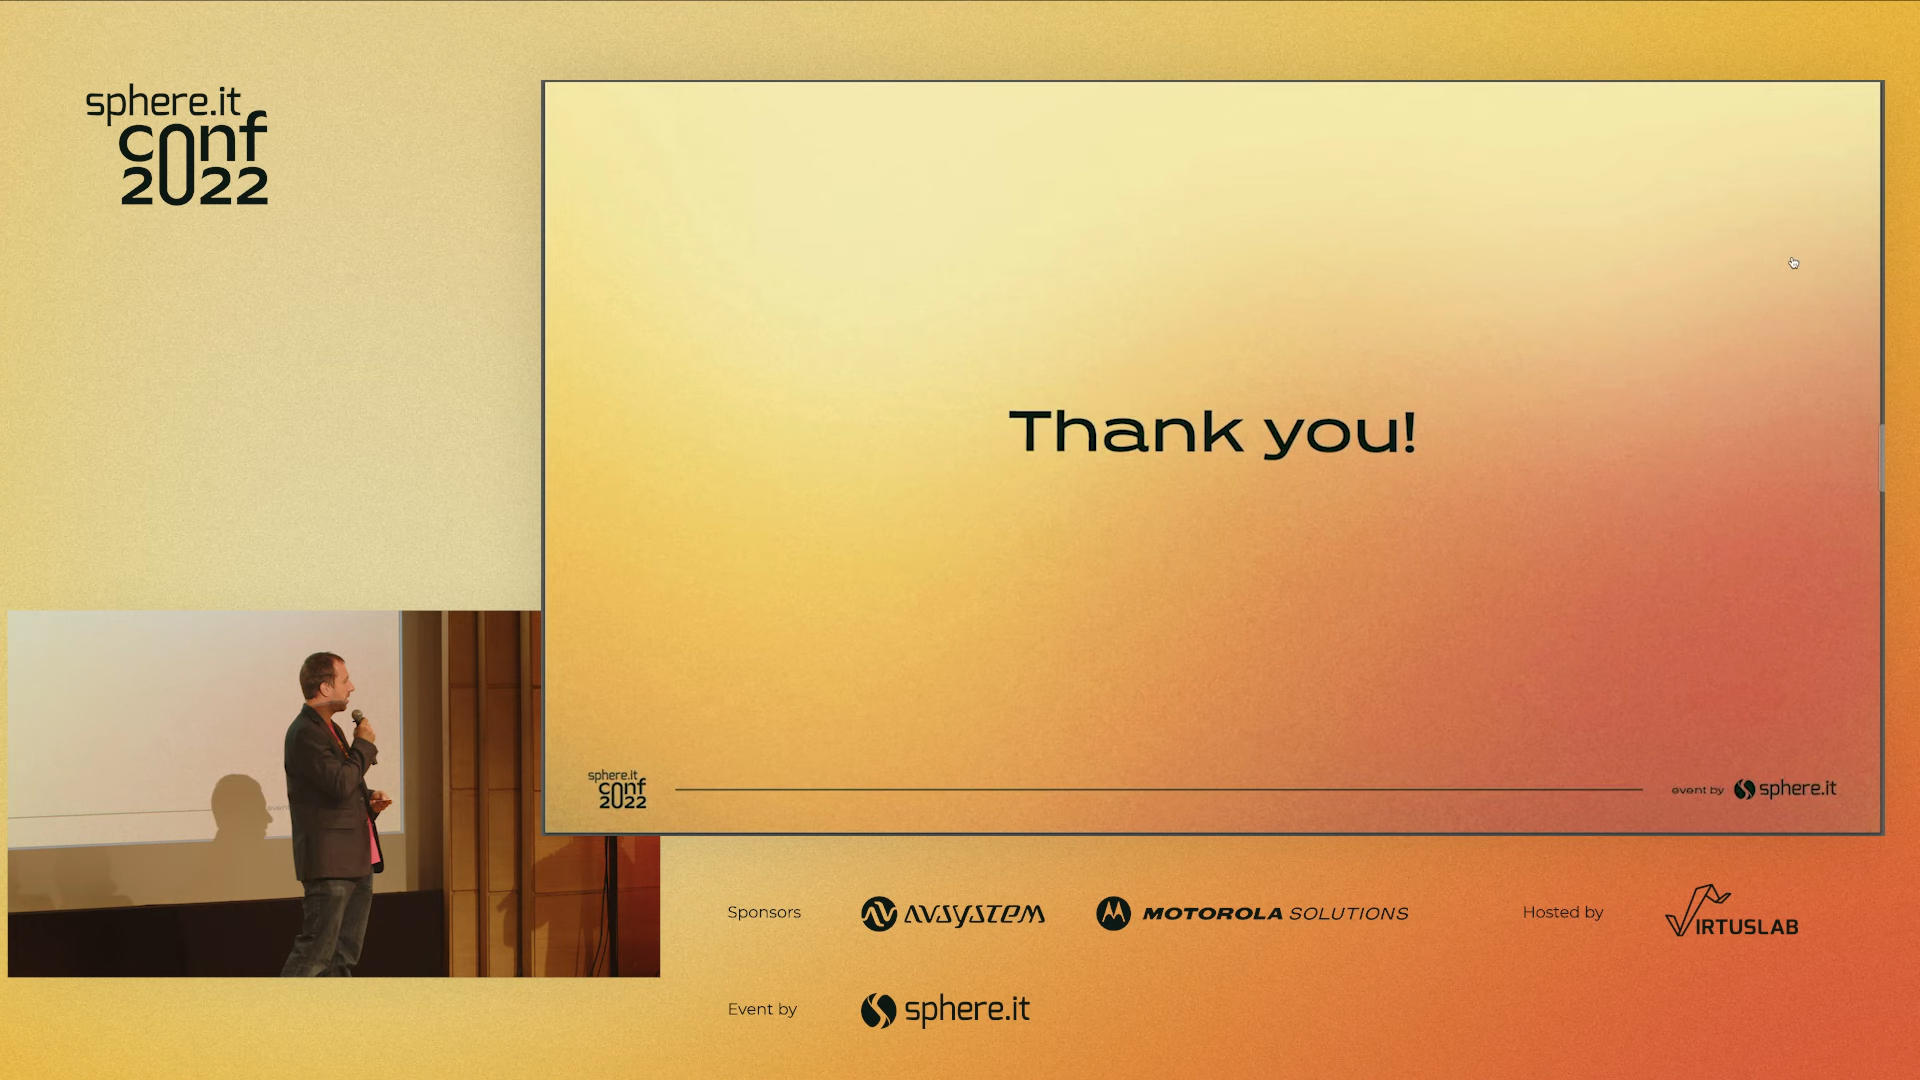 sphere.it
conf
2022
Thank you!
sphere.it
conf
2022
event by sphere.it
Sponsors
AVSYSTEM
MOTOROLA SOLUTIONS
Hosted by
VIRTUSLAB
Event by
sphere.it